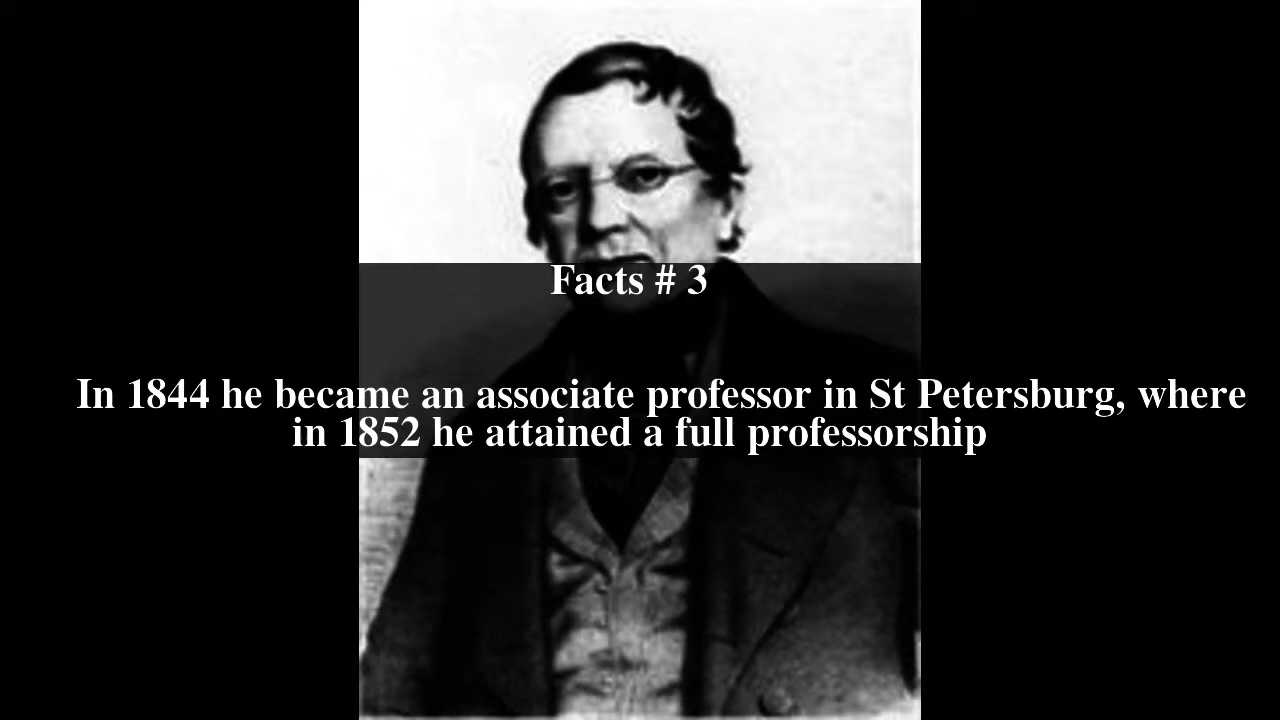 Facts # 3
In 1844 he became an associate professor in St Petersburg, where
in 1852 he attained a full professorship